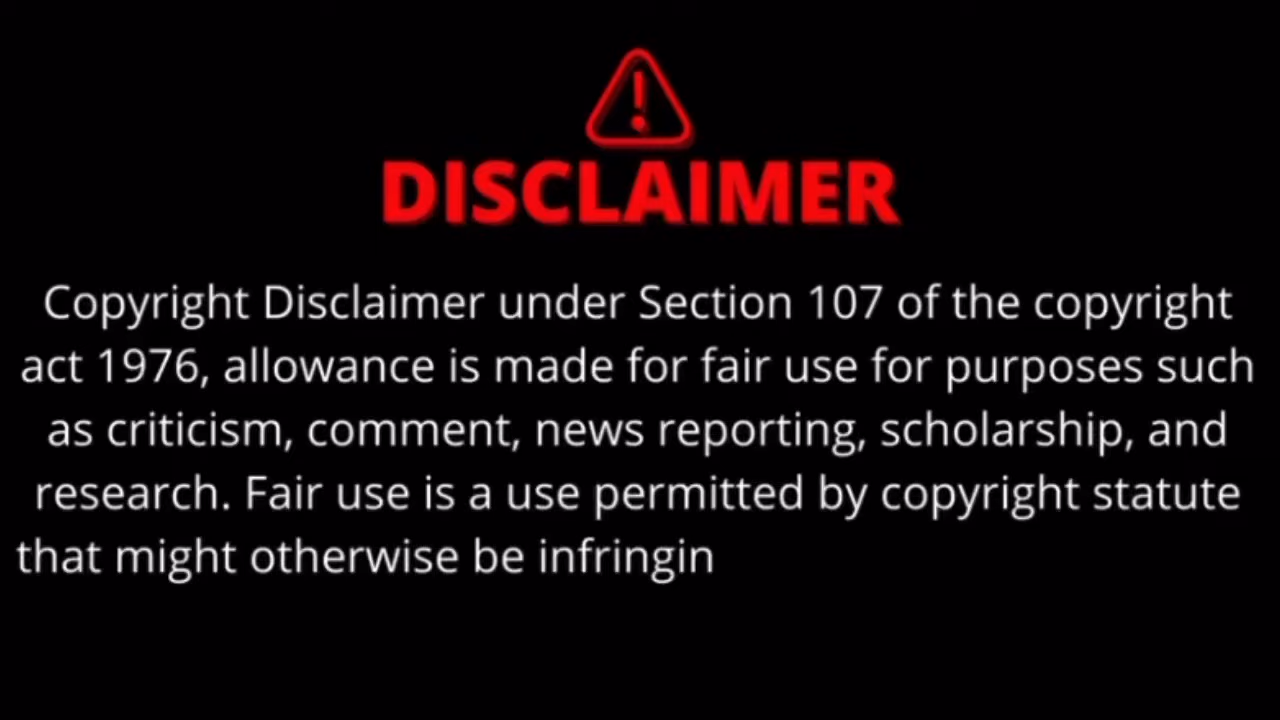 DISCLAIMER
Copyright Disclaimer under Section 107 of the copyright
act 1976, allowance is made for fair use for purposes such
as criticism, comment, news reporting, scholarship, and
research. Fair use is a use permitted by copyright statute
that might otherwise be infringin